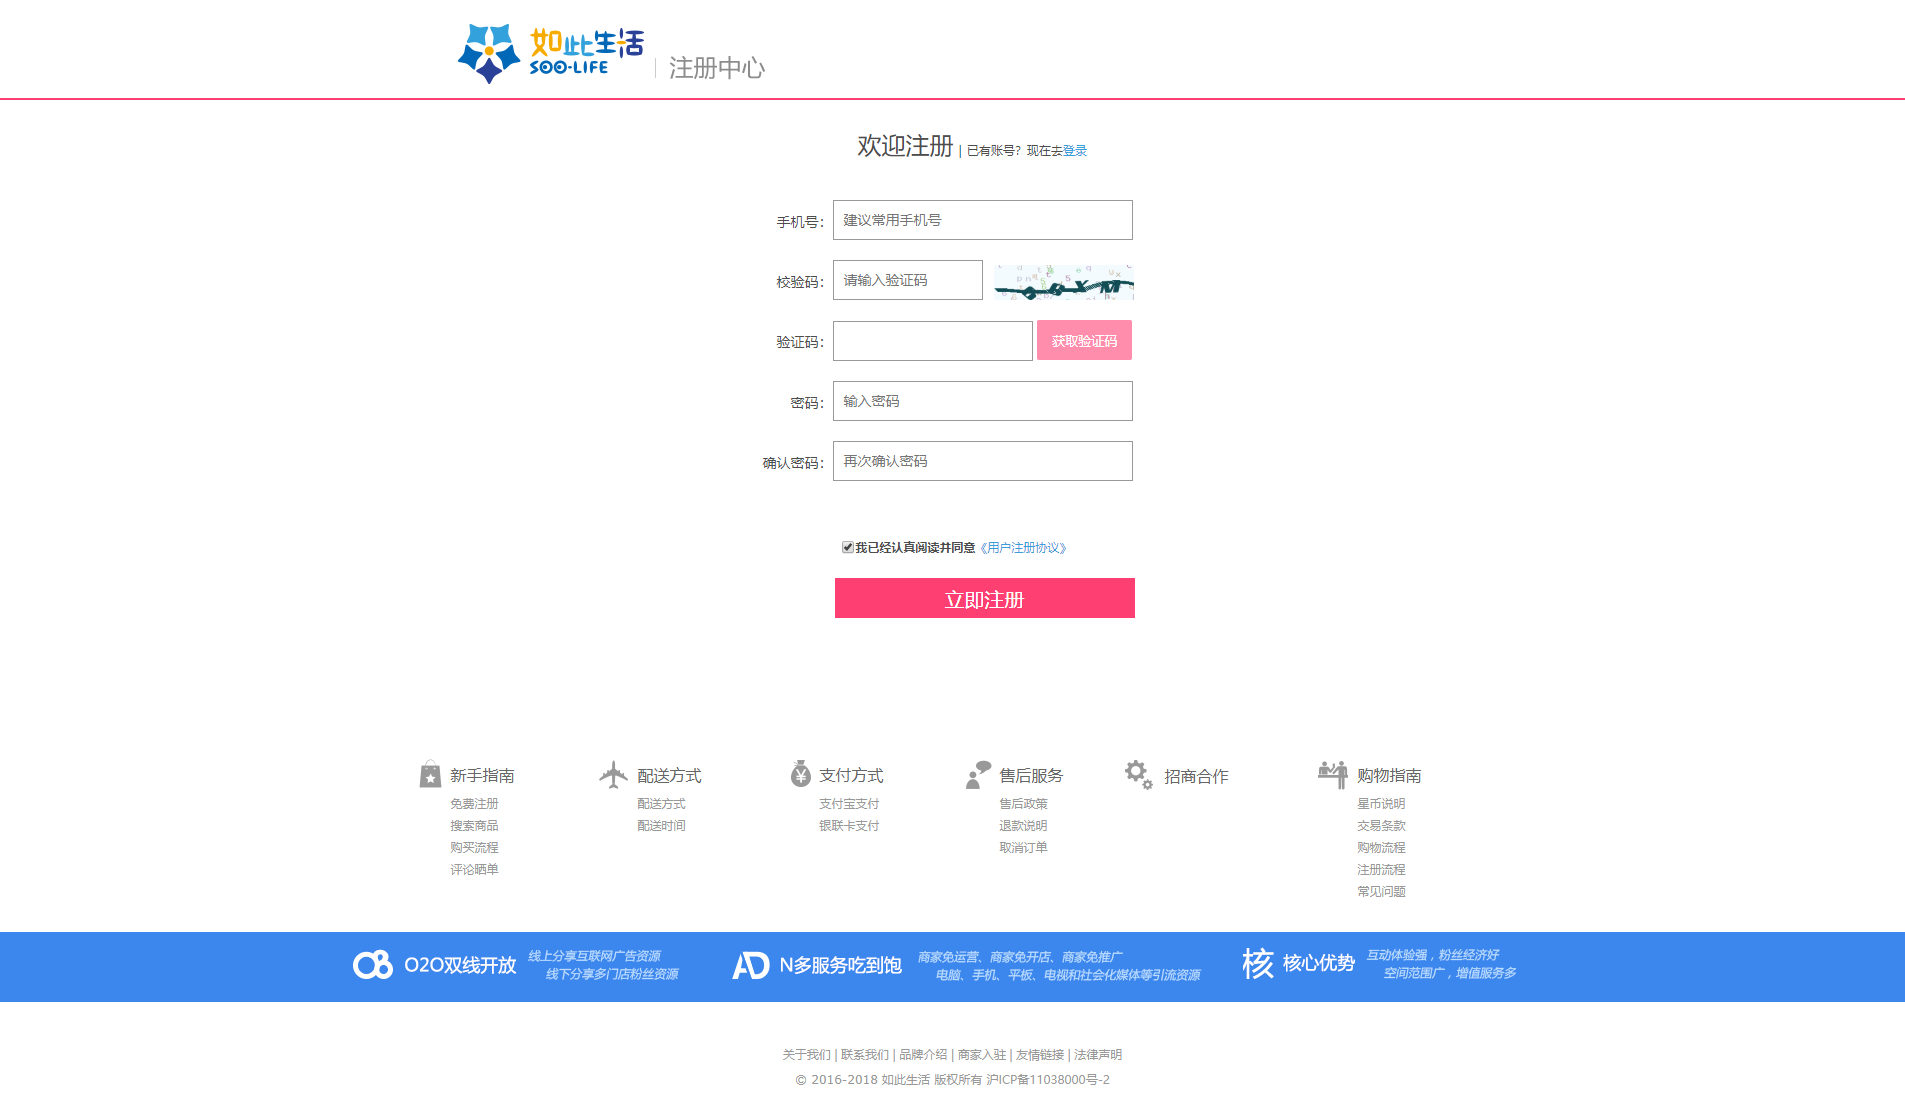 如此生活
SOO-LIFE
注册中心
欢迎注册 | 已有账号? 现在去登录
手机号：
建议常用手机号
校验码：
请输入验证码
验证码：
获取验证码
密码：
输入密码
确认密码：
再次确认密码
我已经认真阅读并同意《用户注册协议》
立即注册
新手指南
免费注册
搜索商品
购买流程
评论晒单
配送方式
配送方式
配送时间
支付方式
支付宝支付
银联卡支付
售后服务
售后政策
退款说明
取消订单
招商合作
购物指南
星币说明
交易条款
购物流程
注册流程
常见问题
O2O双线开放
线上分享互联网广告资源
线下分享多门店粉丝资源
AD N多服务吃到饱
商家免运营、商家免开店、商家免推广
电脑、手机、平板、电视和社会化媒体等引流资源
核 核心优势
互动体验强，粉丝经济好
空间范围广，增值服务多
关于我们 | 联系我们 | 品牌介绍 | 商家入驻 | 友情链接 | 法律声明
© 2016-2018 如此生活 版权所有 沪ICP备11038000号-2